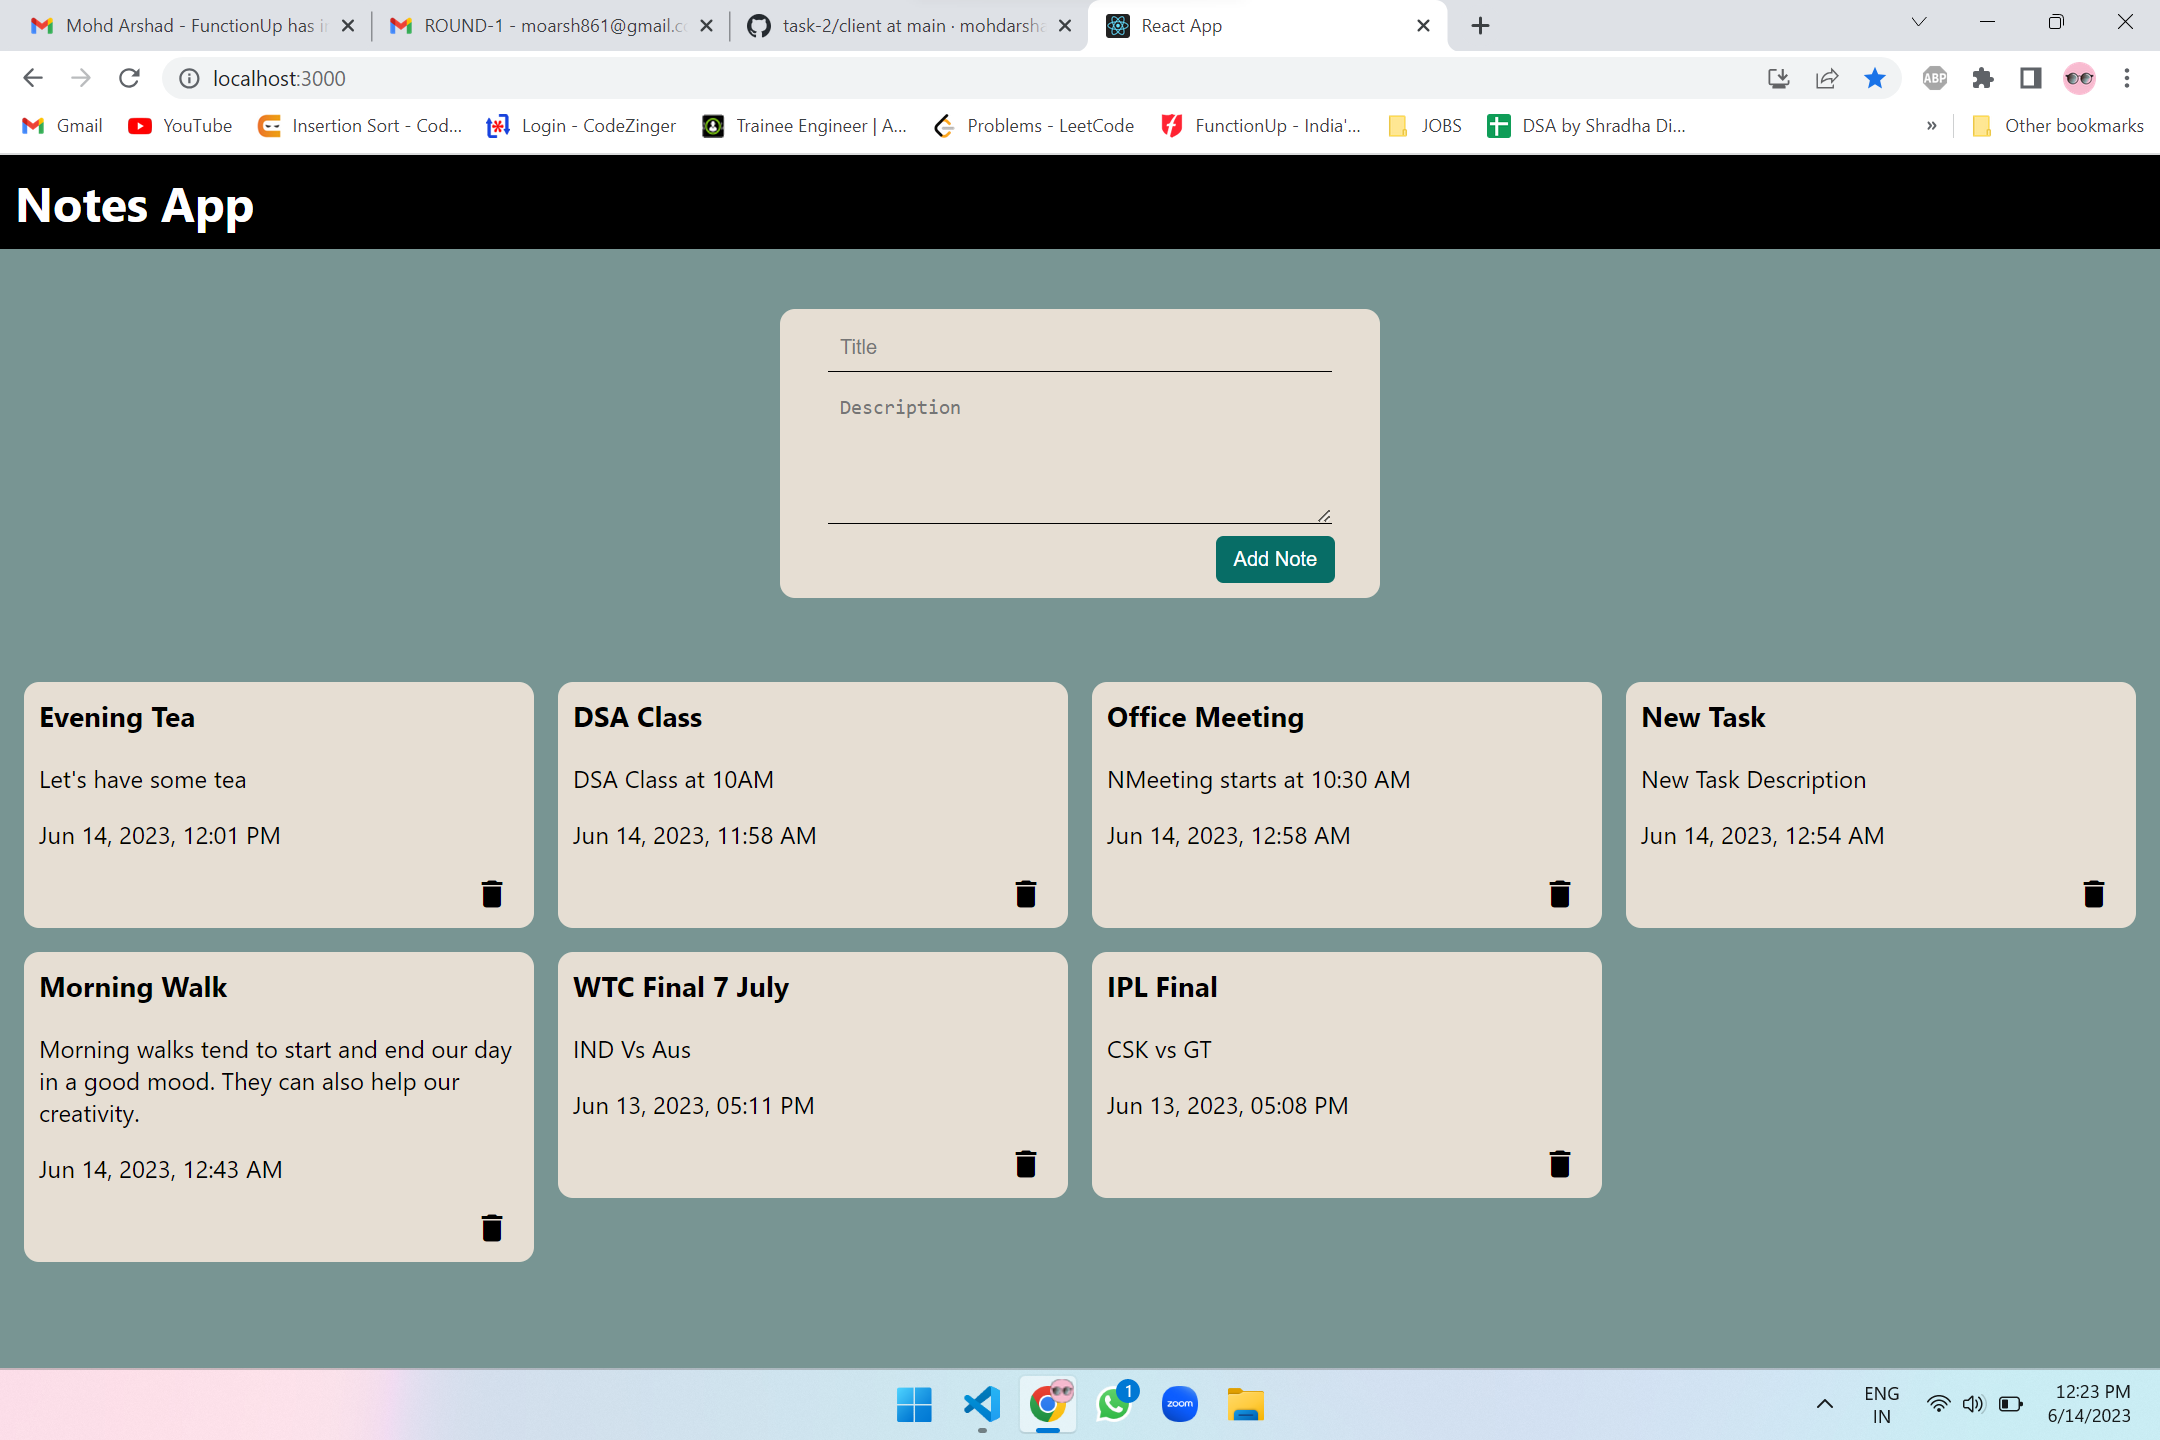 Mohd Arshad - FunctionUp has i
ROUND-1 - moarsh861@gmail.c
task-2/client at main · mohdarsha
React App
localhost:3000
ABP
Gmail
YouTube
Insertion Sort - Cod...
Login - CodeZinger
Trainee Engineer | A...
Problems - LeetCode
FunctionUp - India'...
JOBS
DSA by Shradha Di...
»
Other bookmarks
Notes App
Title
Description
Add Note
Evening Tea
Let's have some tea
Jun 14, 2023, 12:01 PM
DSA Class
DSA Class at 10AM
Jun 14, 2023, 11:58 AM
Office Meeting
NMeeting starts at 10:30 AM
Jun 14, 2023, 12:58 AM
New Task
New Task Description
Jun 14, 2023, 12:54 AM
Morning Walk
Morning walks tend to start and end our day
in a good mood. They can also help our
creativity.
Jun 14, 2023, 12:43 AM
WTC Final 7 July
IND Vs Aus
Jun 13, 2023, 05:11 PM
IPL Final
CSK vs GT
Jun 13, 2023, 05:08 PM
1
zoom
ENG
IN
12:23 PM
6/14/2023